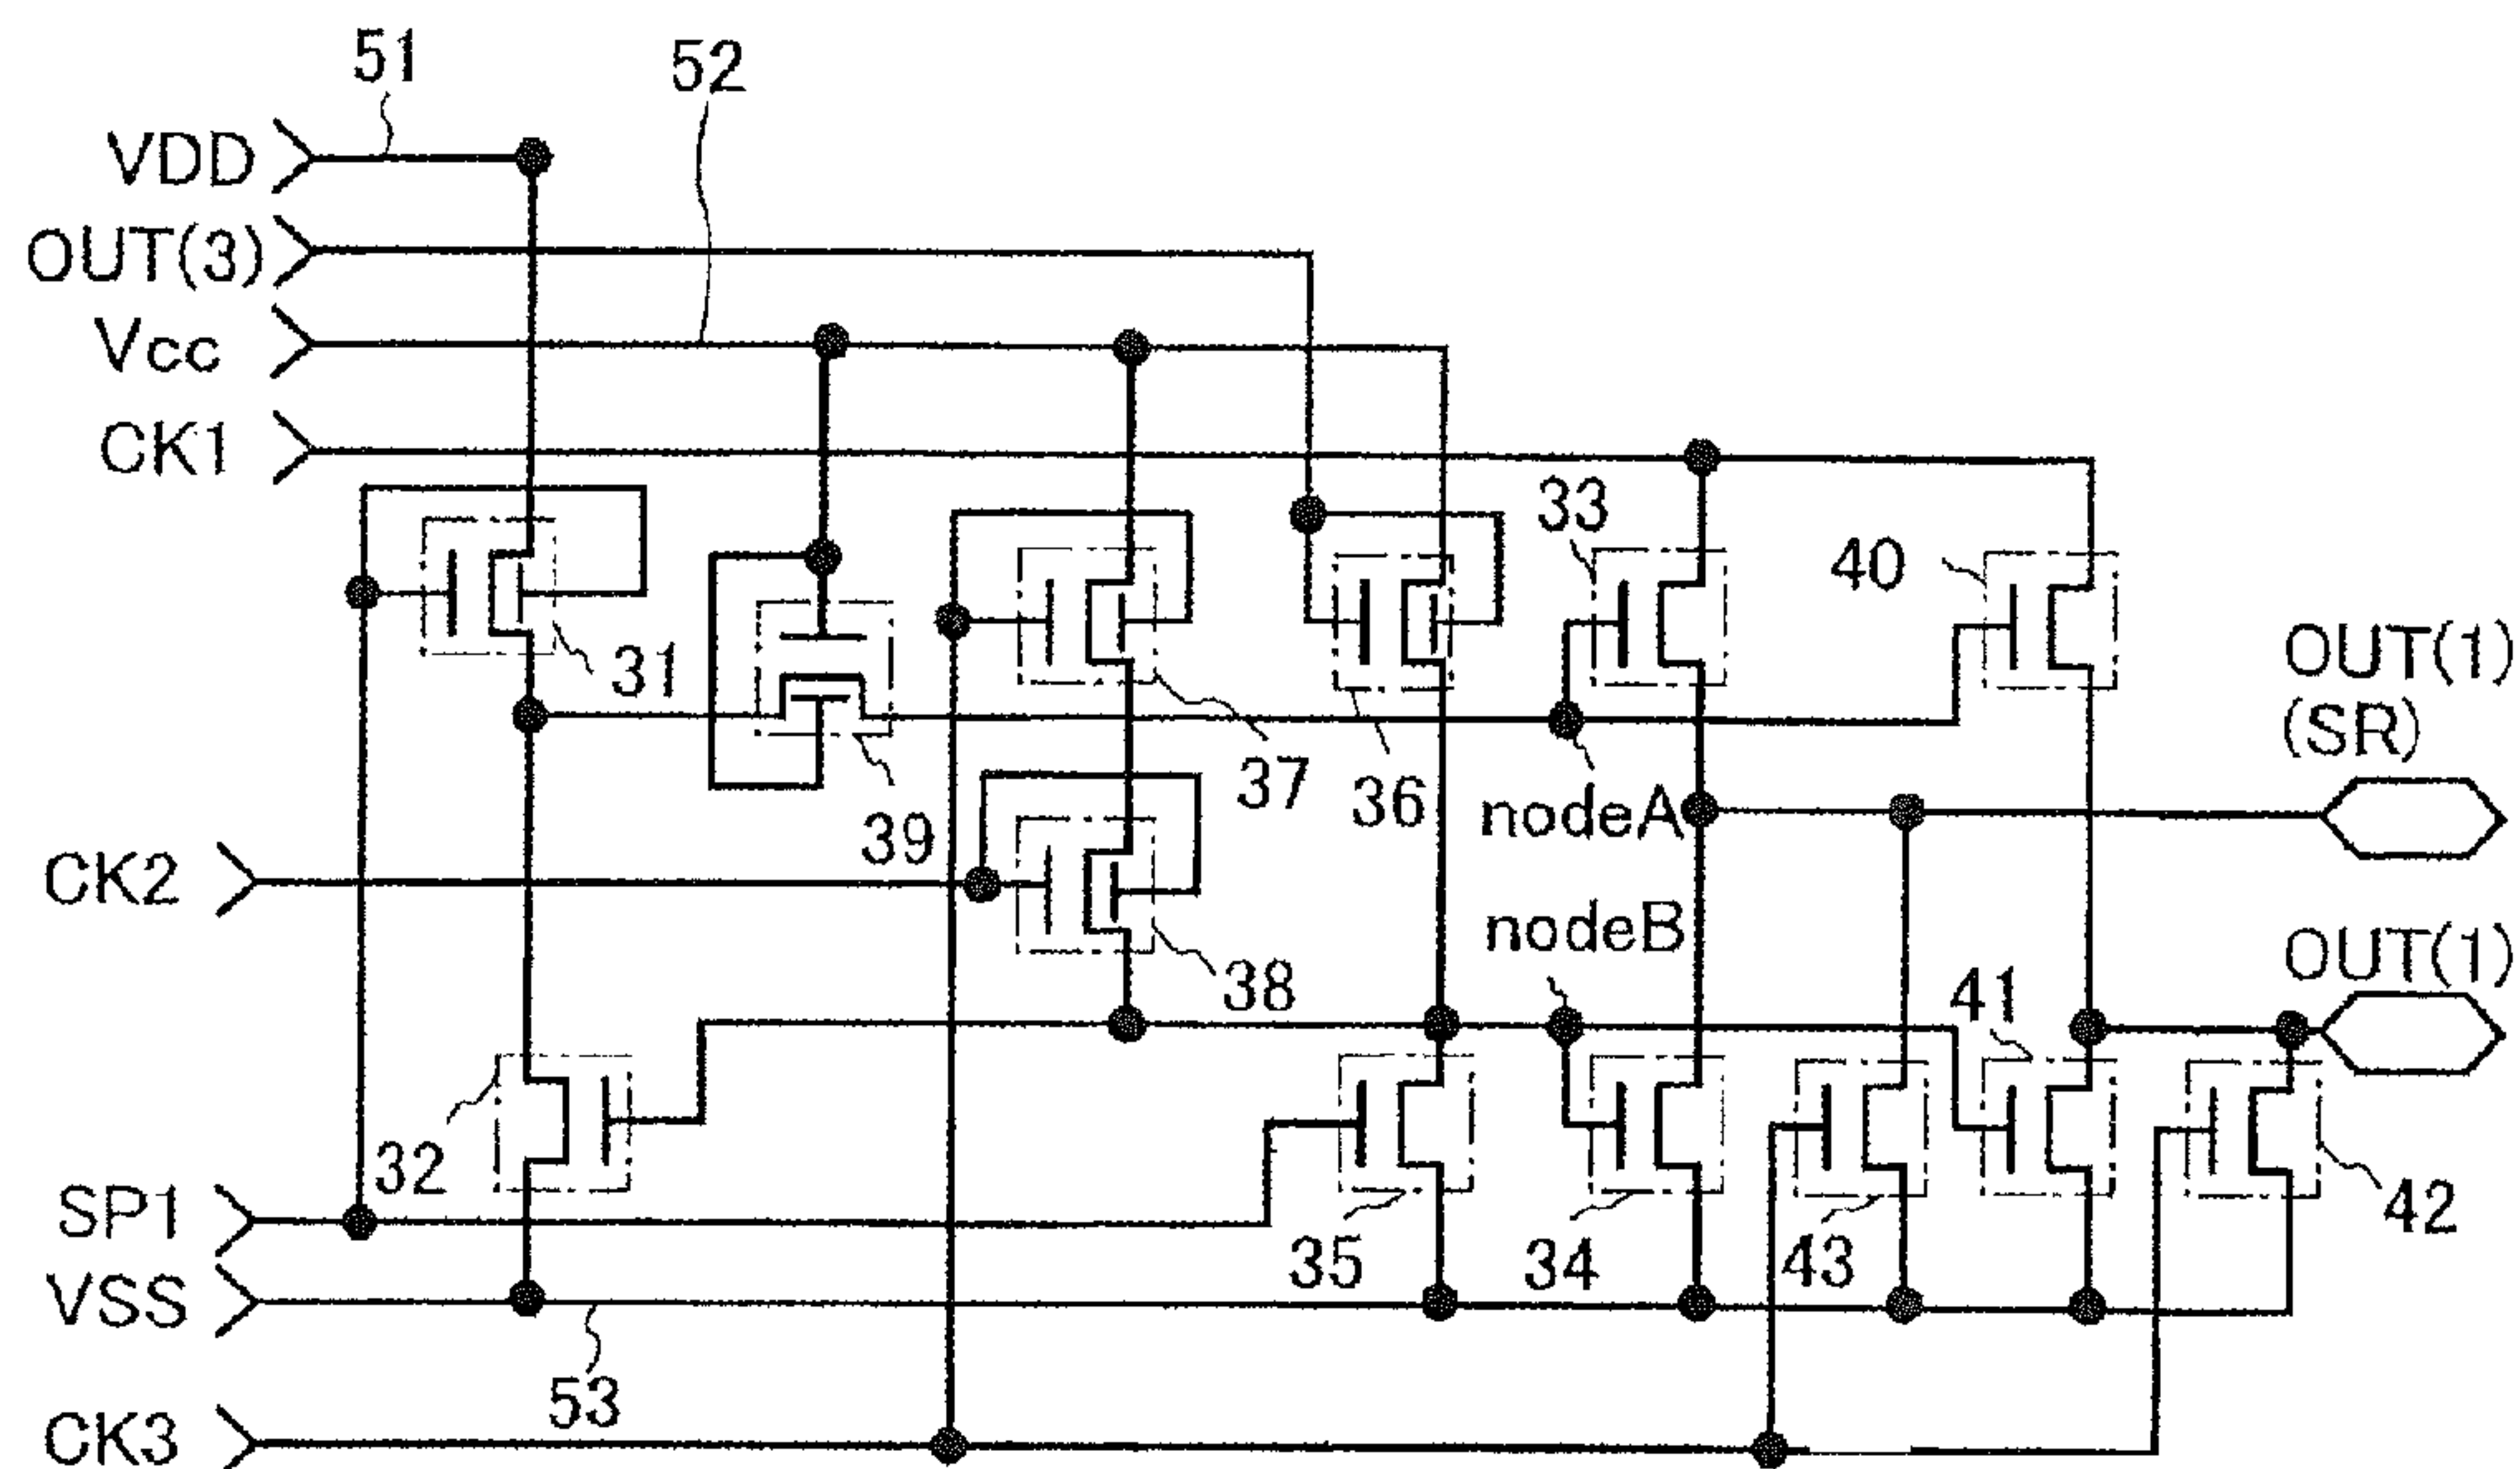 51
52
VDD
OUT(3)
Vcc
CK1
33
40
31
OUT(1)
(SR)
37
36
nodeA
39
CK2
nodeB
38
41
OUT(1)
32
SP1
42
35
34
43
VSS
53
CK3